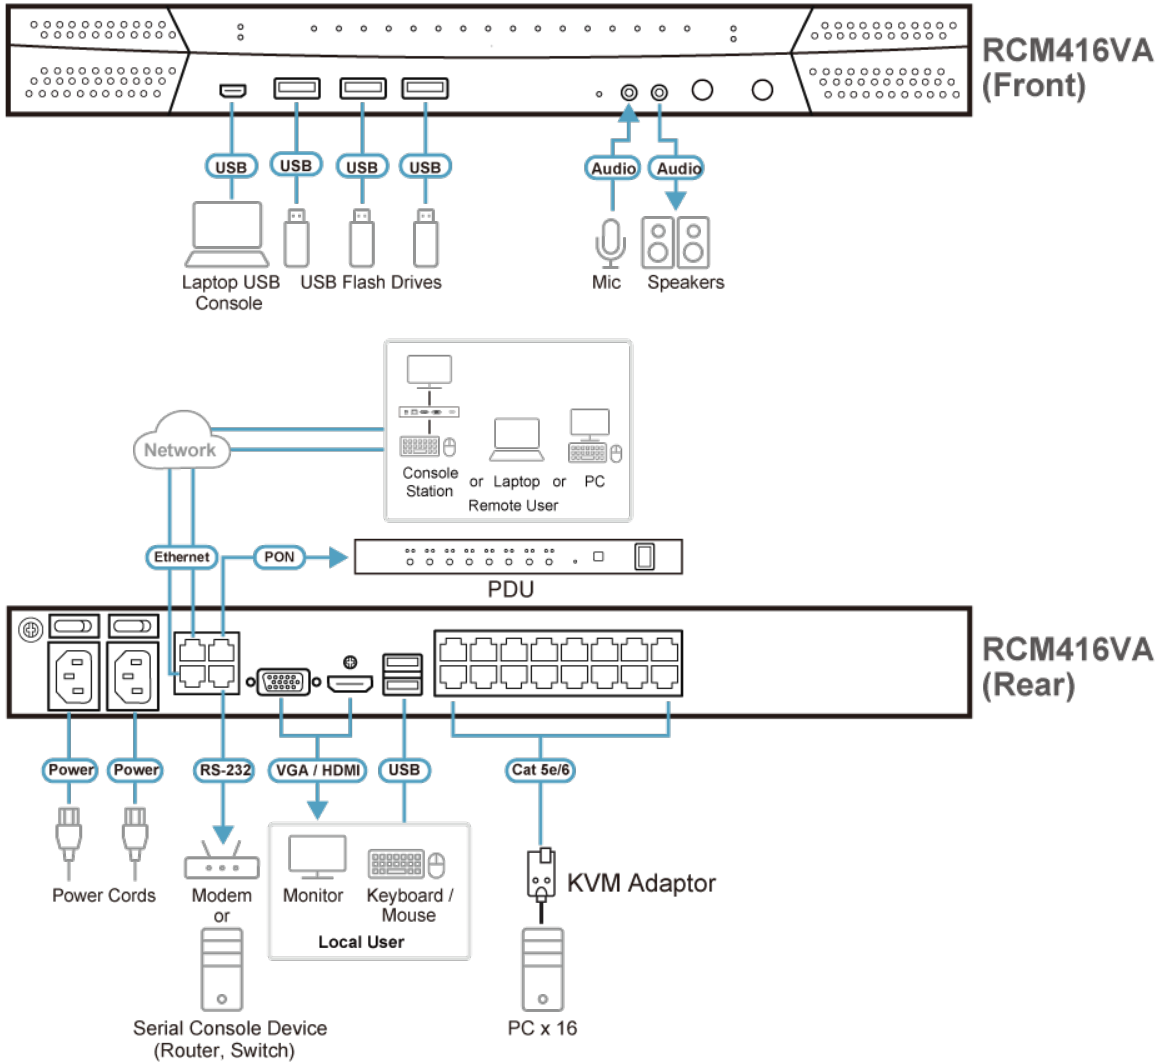 RCM416VA
(Front)
USB
USB
USB
USB
Audio
Audio
Laptop USB
Console
USB Flash Drives
Mic
Speakers
Network
Console
Station
or
Laptop
or
PC
Remote User
Ethernet
PON
PDU
RCM416VA
(Rear)
Power
Power
RS-232
VGA / HDMI
USB
Cat 5e/6
Power Cords
Modem
or
Monitor
Keyboard /
Mouse
Local User
KVM Adaptor
Serial Console Device
(Router, Switch)
PC x 16